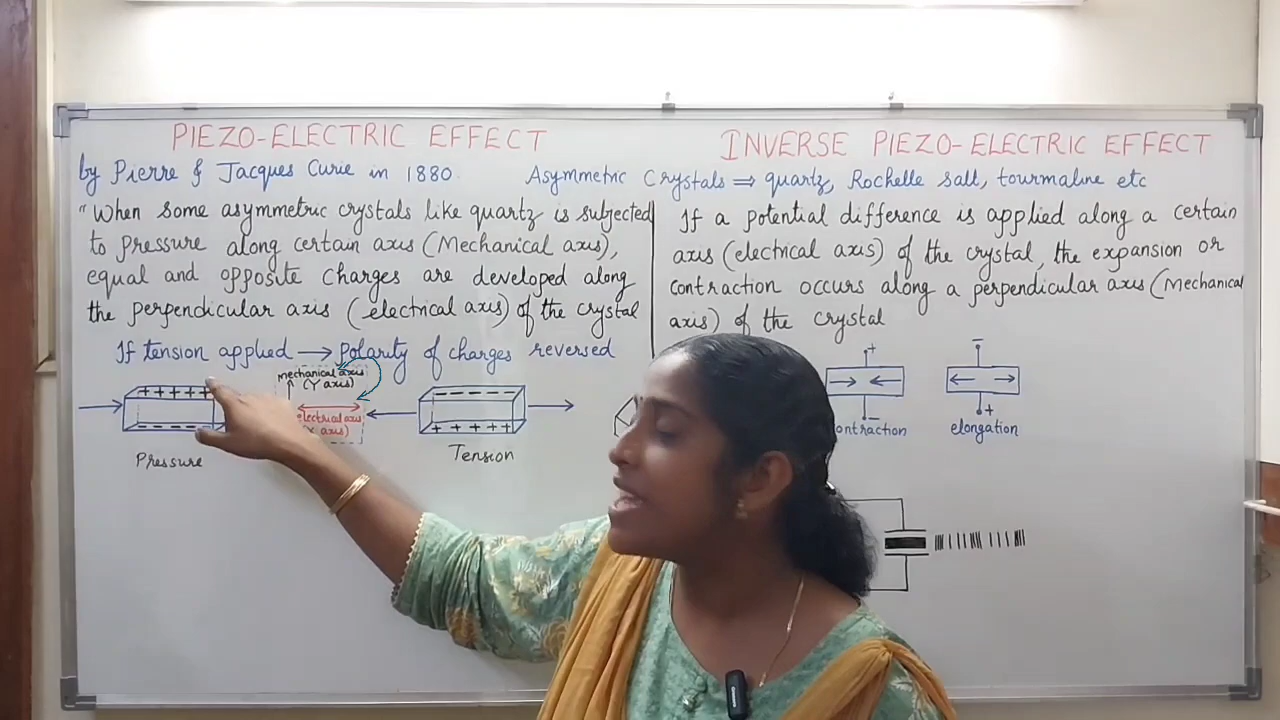 PIEZO-ELECTRIC EFFECT
by Pierre & Jacques Curie in 1880.
Asymmetric Crystals ⇒ quartz, Rochelle salt, tourmaline etc
"When some asymmetric crystals like quartz is subjected
to pressure along certain axis (Mechanical axis),
equal and opposite charges are developed along
the perpendicular axis (electrical axis) of the crystal
If tension applied → Polarity of charges reversed
+ + + + + +
- - - - - -
Pressure
mechanical axis
(Y axis)
electrical axis
axis)
- - - - - -
+ + + + +
Tension
INVERSE PIEZO-ELECTRIC EFFECT
If a potential difference is applied along a certain
axis (electrical axis) of the crystal, the expansion or
contraction occurs along a perpendicular axis (Mechanical
axis) of the crystal
+
-
ontraction
-
+
elongation